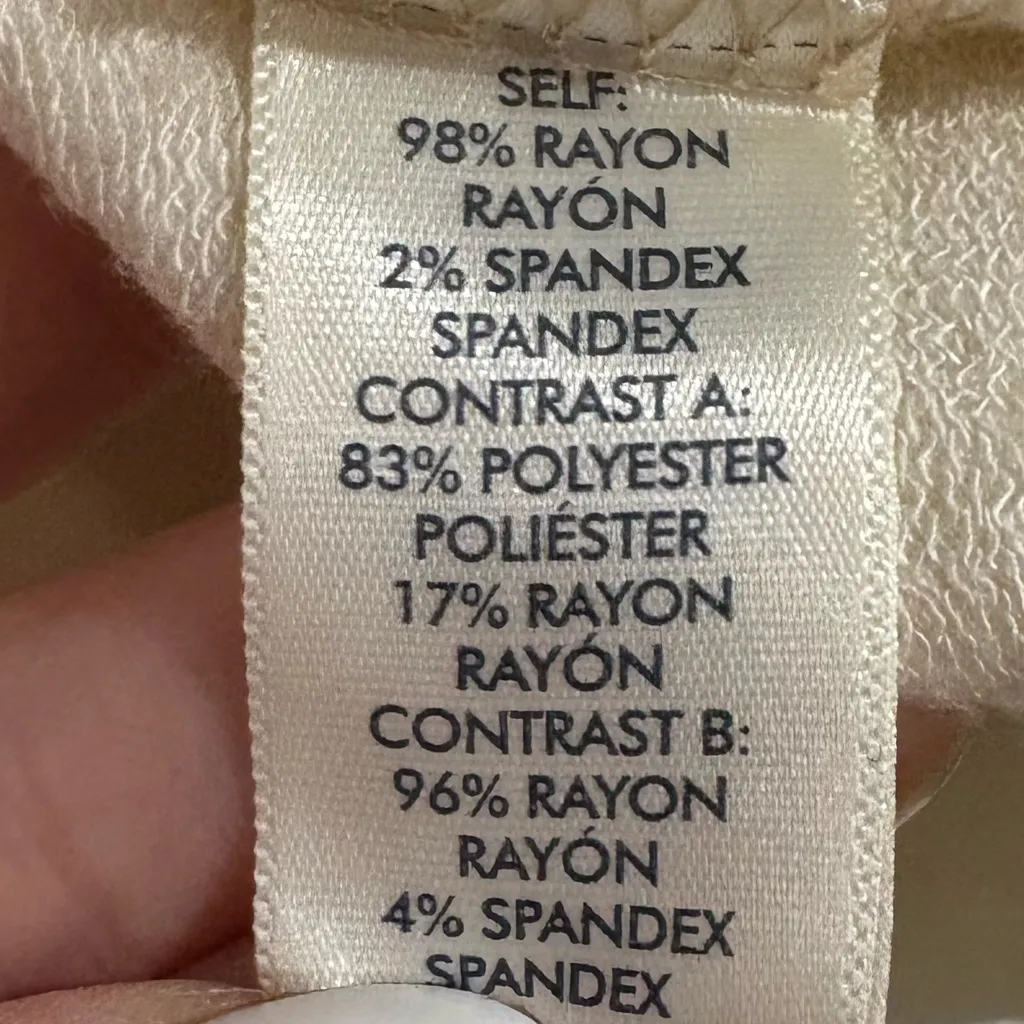 SELF:
98% RAYON
RAYÓN
2% SPANDEX
SPANDEX
CONTRAST A:
83% POLYESTER
POLIÉSTER
17% RAYON
RAYÓN
CONTRAST B:
96% RAYON
RAYÓN
4% SPANDEX
SPANDEX